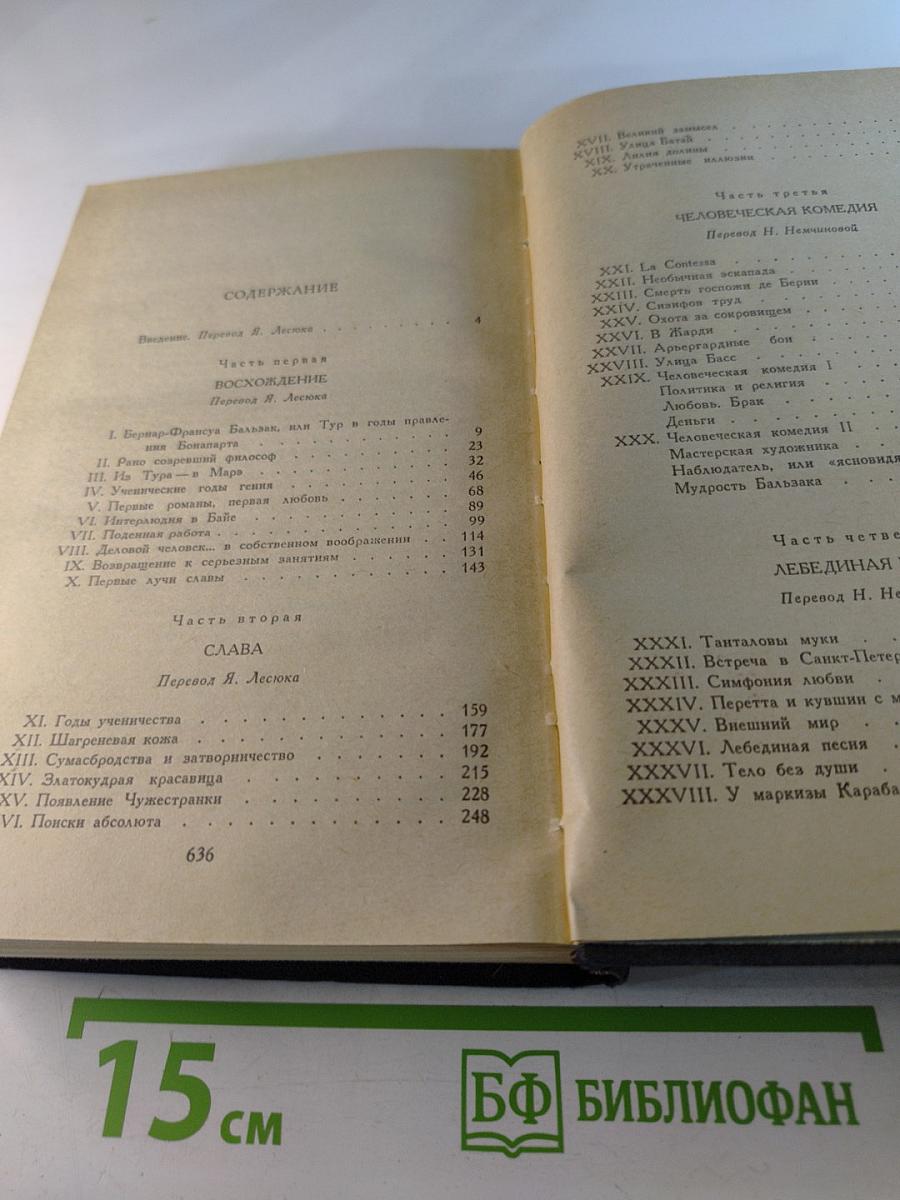 СОДЕРЖАНИЕ
Введение. Перевод Я. Лесюка . . . . . . . 4
Часть первая
ВОСХОЖДЕНИЕ
Перевод Я. Лесюка
I. Бернар-Франсуа Бальзак, или Тур в годы правле-
ния Бонапарта . . . . . . . . 9
II. Рано созревший философ . . . . . . . 23
III. Из Тура — в Марэ . . . . . . . . 32
IV. Ученические годы гения . . . . . . . 46
V. Первые романы, первая любовь . . . . . 68
VI. Интерлюдия в Байе . . . . . . . . 89
VII. Поденная работа . . . . . . . . . 99
VIII. Деловой человек... в собственном воображении . . 114
IX. Возвращение к серьезным занятиям . . . . 131
X. Первые лучи славы . . . . . . . . 143
Часть вторая
СЛАВА
Перевод Я. Лесюка
XI. Годы ученичества . . . . . . . . . 159
XII. Шагреневая кожа . . . . . . . . . 177
XIII. Сумасбродства и затворничество . . . . . 192
XIV. Златокудрая красавица . . . . . . . 215
XV. Появление Чужестранки . . . . . . . 228
VI. Поиски абсолюта . . . . . . . . . 248
636
XVII. Великий замысел
XVIII. Улица Батай
XIX. Лилия долины
XX. Утраченные иллюзии
Часть третья
ЧЕЛОВЕЧЕСКАЯ КОМЕДИЯ
Перевод Н. Немчиновой
XXI. La Contessa
XXII. Необычная эскапада
XXIII. Смерть госпожи де Берни
XXIV. Сизифов труд
XXV. Охота за сокровищем
XXVI. В Жарди
XXVII. Арьергардные бои
XXVIII. Улица Басс
XXIX. Человеческая комедия I
Политика и религия
Любовь. Брак
Деньги
XXX. Человеческая комедия II
Мастерская художника
Наблюдатель, или «ясновидя
Мудрость Бальзака
Часть четве
ЛЕБЕДИНАЯ
Перевод Н. Не
XXXI. Танталовы муки
XXXII. Встреча в Санкт-Петер
XXXIII. Симфония любви
XXXIV. Перетта и кувшин с м
XXXV. Внешний мир
XXXVI. Лебединая песня
XXXVII. Тело без души
XXXVIII. У маркизы Караба
15 см
БФ БИБЛИОФАН